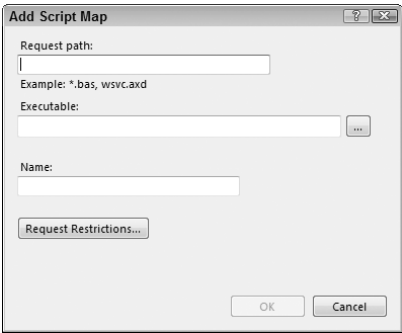 Add Script Map
Request path:
Example: *.bas, wsvc.axd
Executable:
...
Name:
Request Restrictions...
OK Cancel